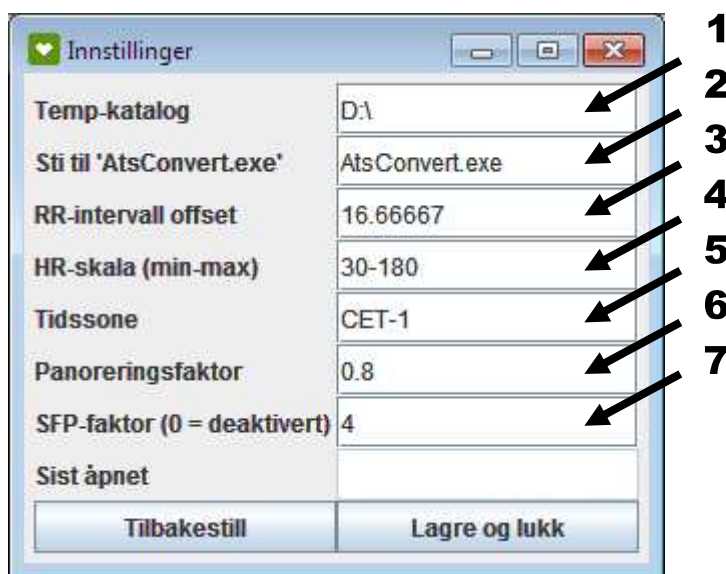 Innstillinger
1
Temp-katalog D:\
2
Sti til 'AtsConvert.exe' AtsConvert.exe
3
RR-intervall offset 16.66667
4
HR-skala (min-max) 30-180
5
Tidssone CET-1
6
Panoreringsfaktor 0.8
7
SFP-faktor (0 = deaktivert) 4
Sist åpnet
Tilbakestill Lagre og lukk